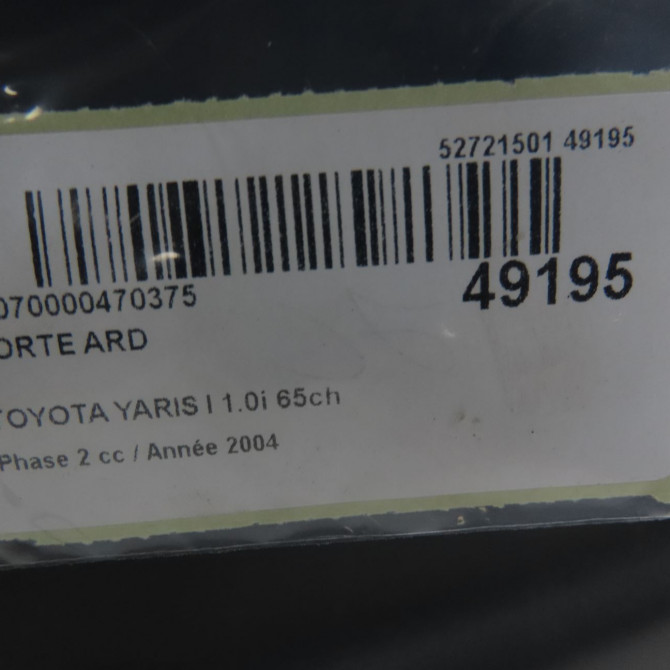 52721501 49195
070000470375
49195
ORTE ARD
TOYOTA YARIS I 1.0i 65ch
Phase 2 cc / Année 2004